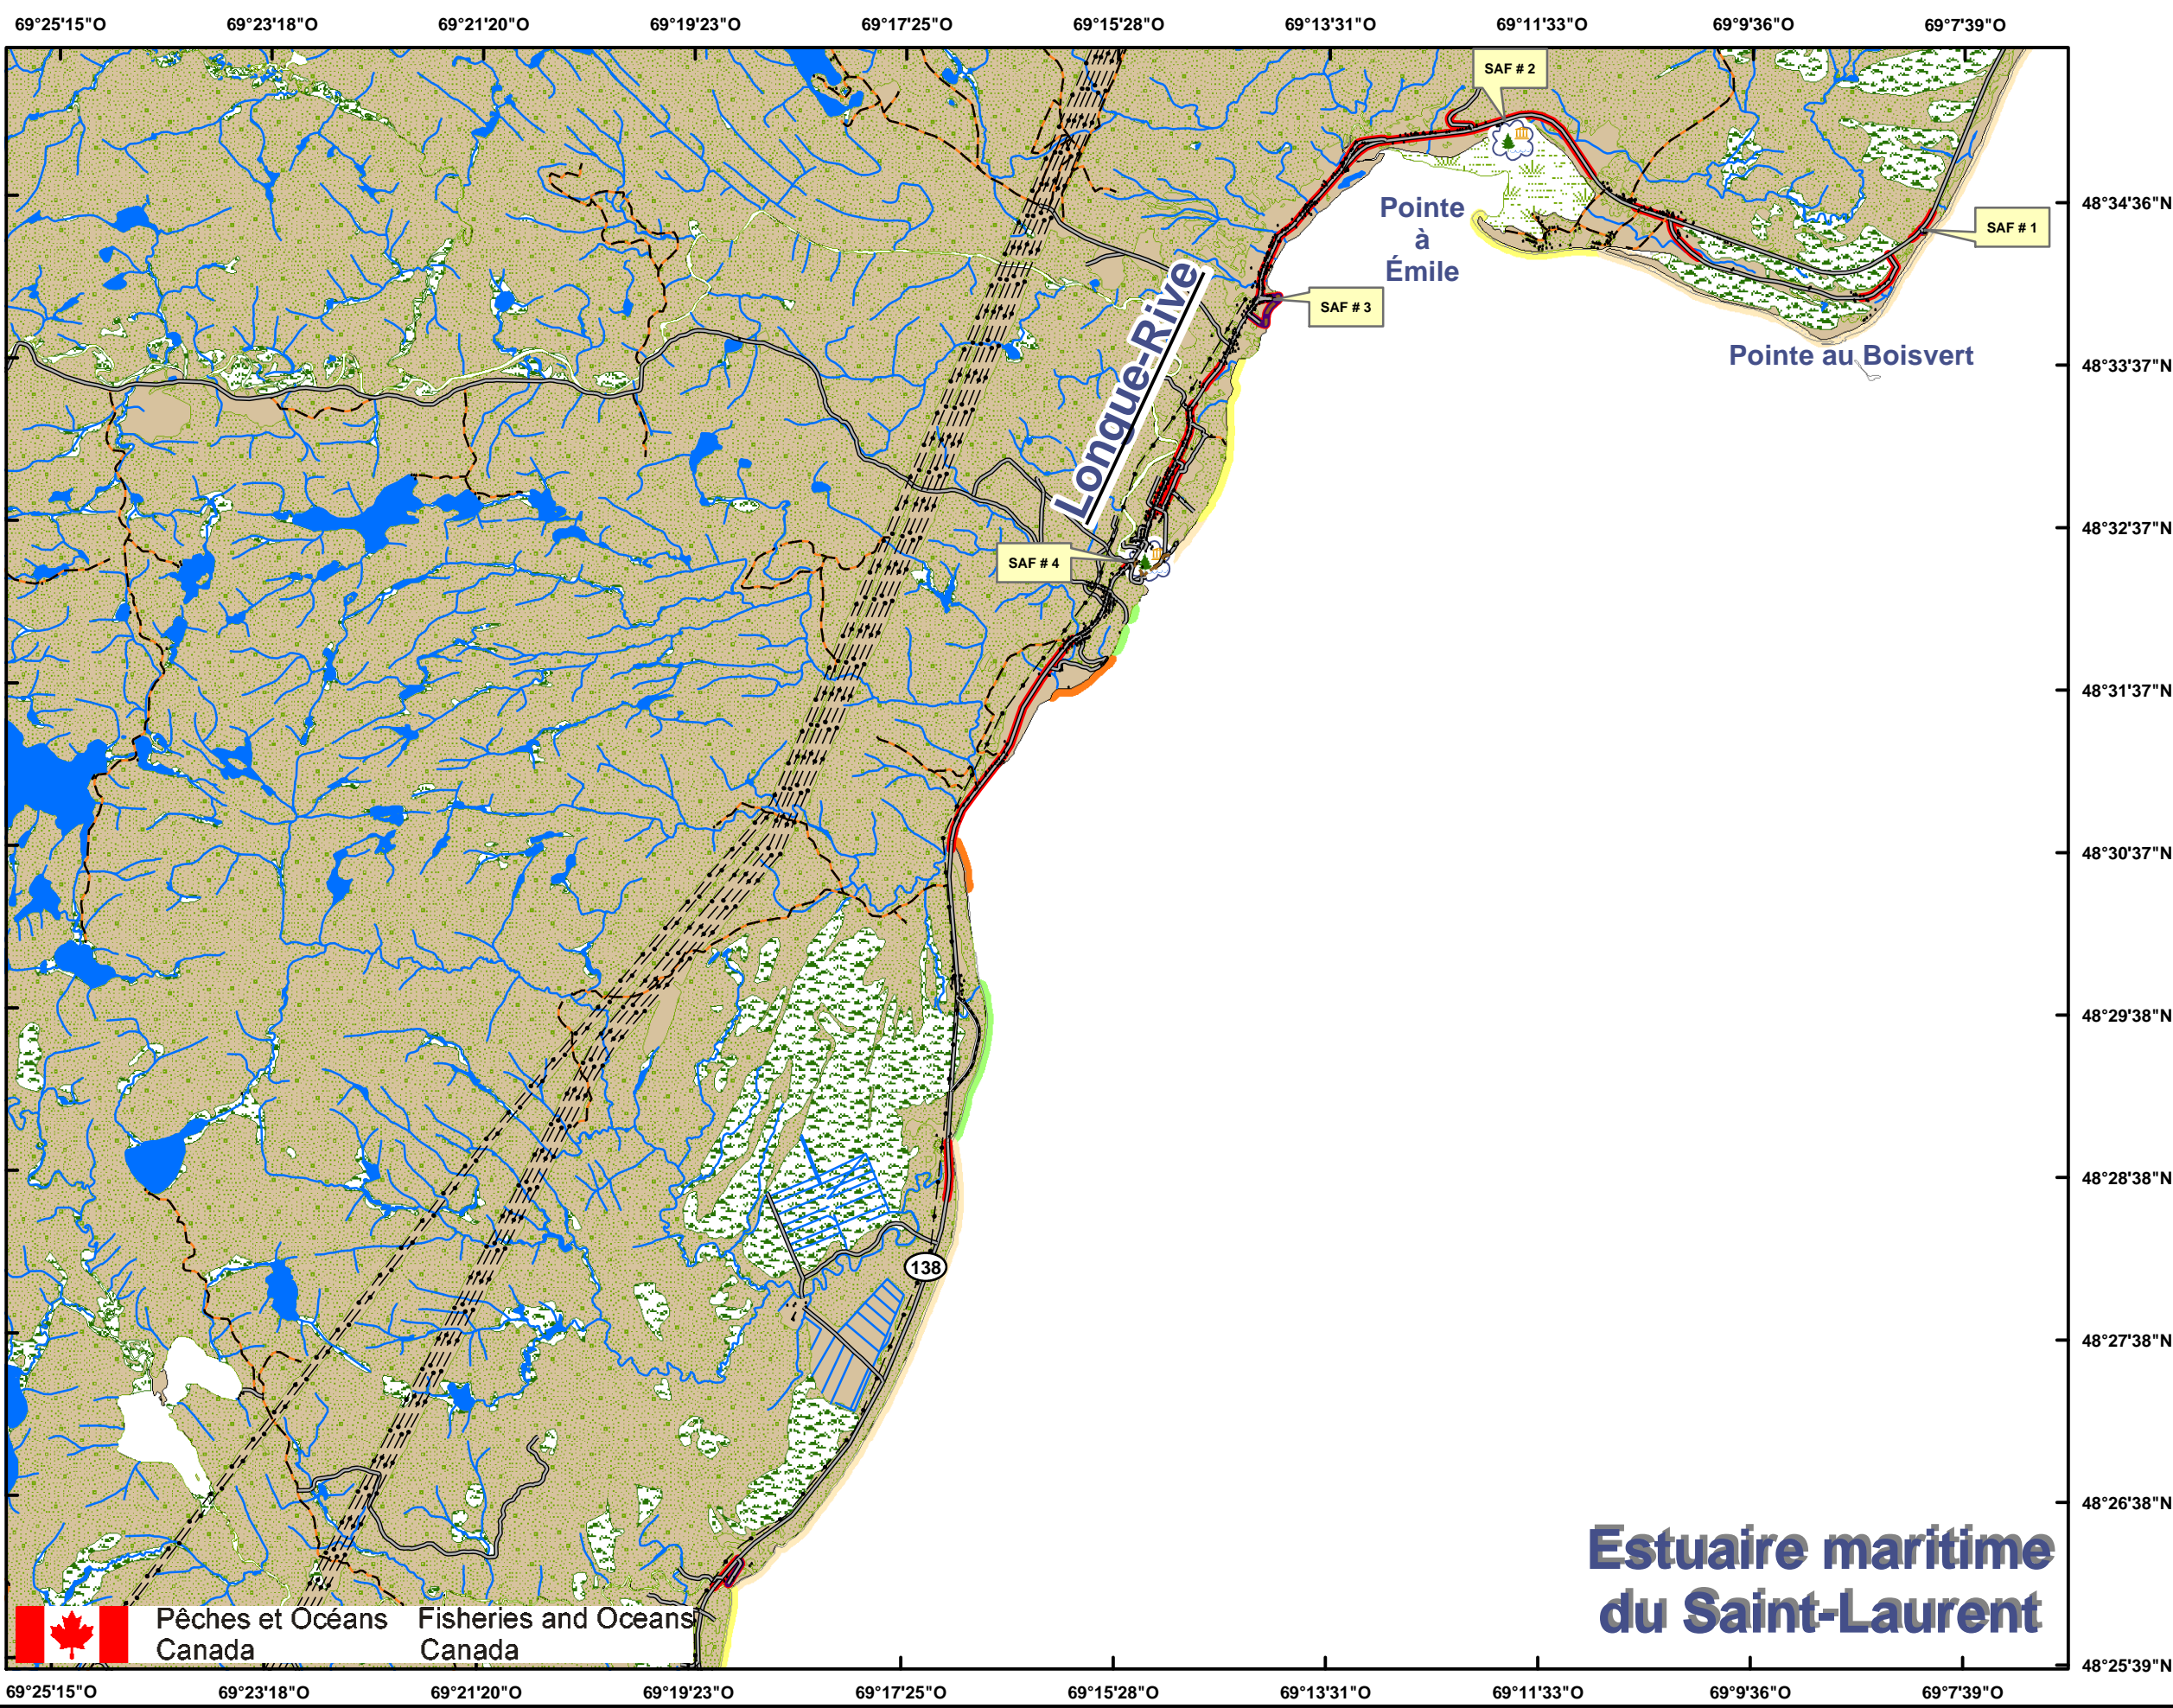 69°25'15"O 69°23'18"O 69°21'20"O 69°19'23"O 69°17'25"O 69°15'28"O 69°13'31"O 69°11'33"O 69°9'36"O 69°7'39"O
SAF # 2
48°34'36"N
Pointe
à
Émile
SAF # 1
SAF # 3
Longue-Rive
Pointe au Boisvert
48°33'37"N
48°32'37"N
SAF # 4
48°31'37"N
48°30'37"N
48°29'38"N
48°28'38"N
138
48°27'38"N
48°26'38"N
Estuaire maritime
du Saint-Laurent
Pêches et Océans Fisheries and Oceans
Canada Canada
48°25'39"N
69°25'15"O 69°23'18"O 69°21'20"O 69°19'23"O 69°17'25"O 69°15'28"O 69°13'31"O 69°11'33"O 69°9'36"O 69°7'39"O